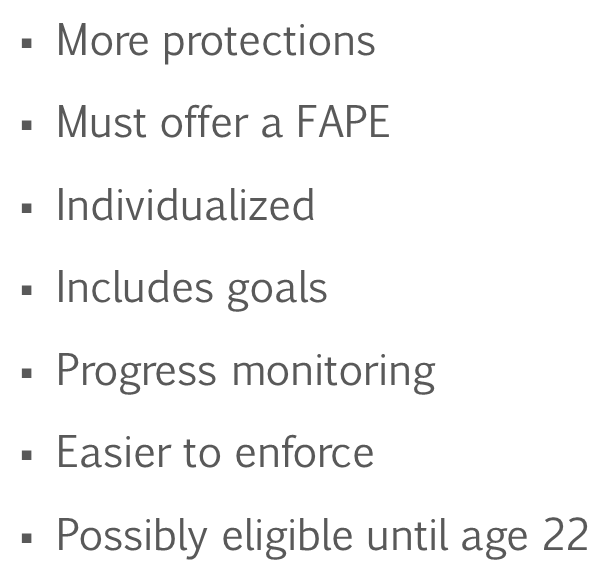 ▪ More protections
▪ Must offer a FAPE
▪ Individualized
▪ Includes goals
▪ Progress monitoring
▪ Easier to enforce
▪ Possibly eligible until age 22